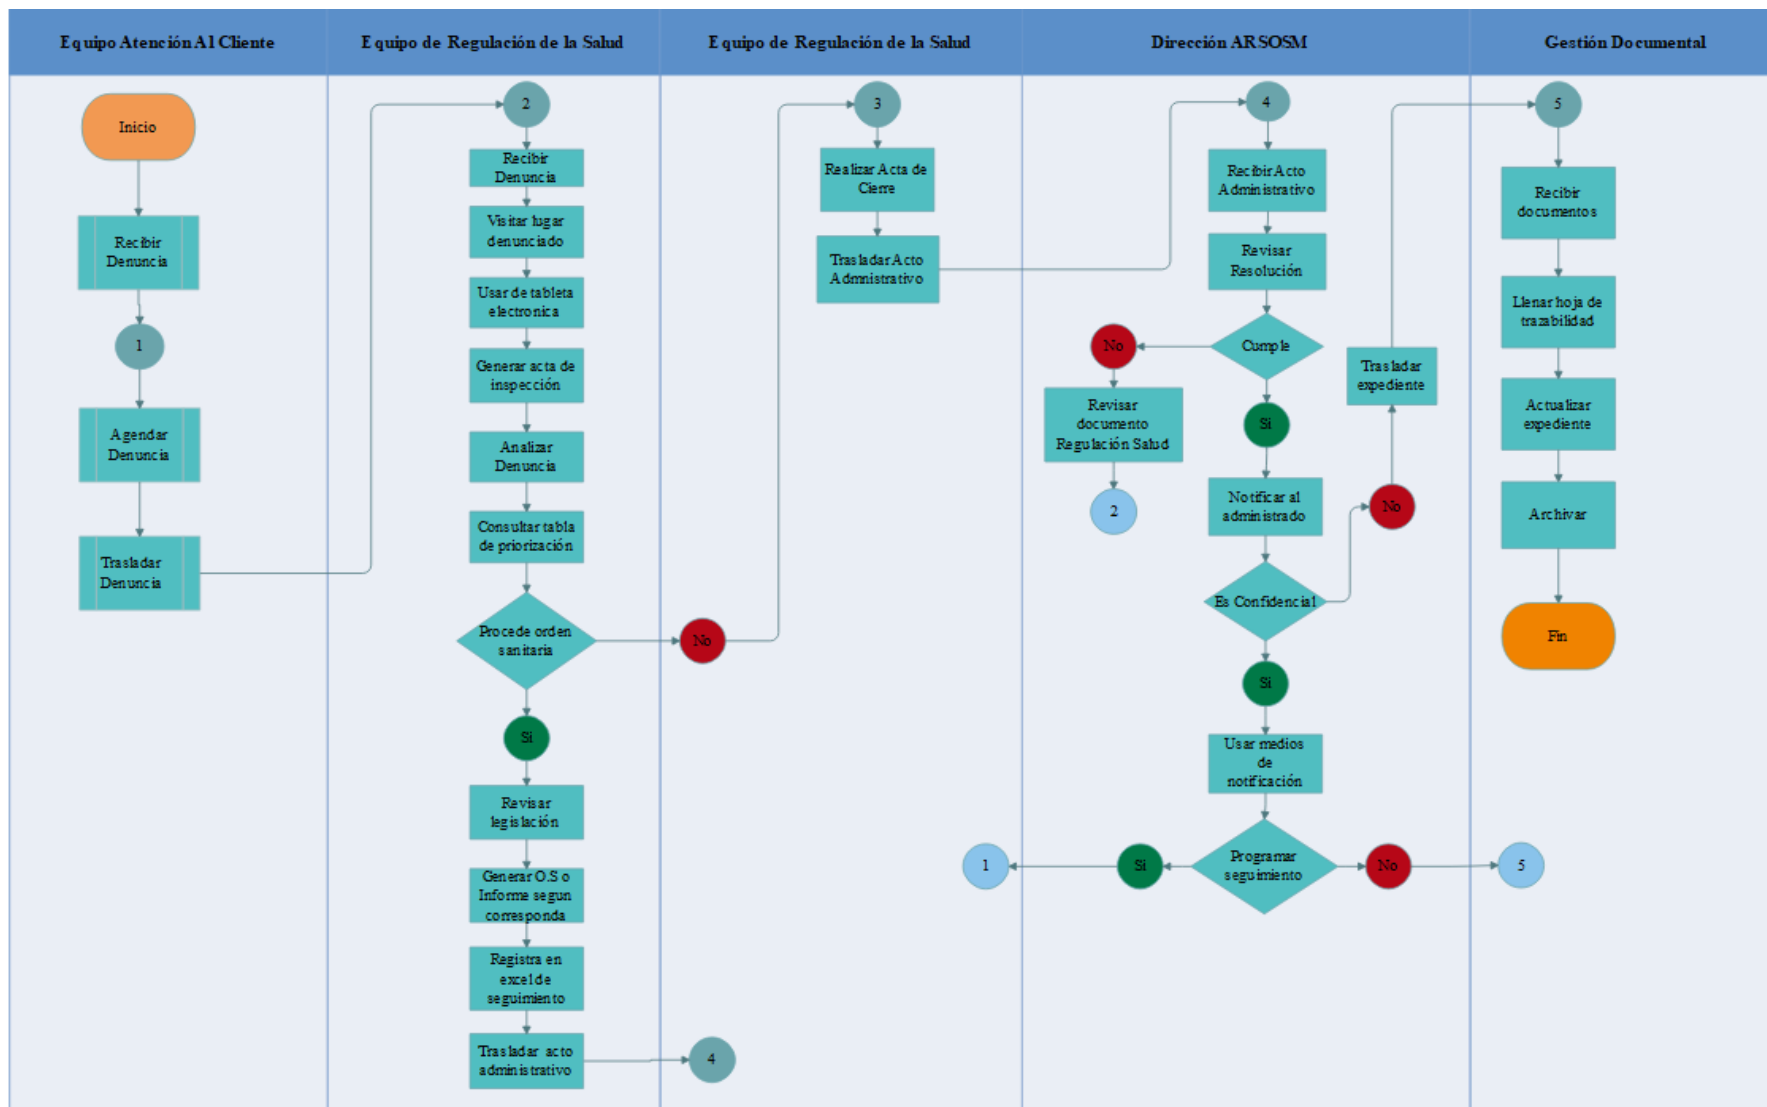 Equipo Atención Al Cliente
Equipo de Regulación de la Salud
Equipo de Regulación de la Salud
Dirección ARSOSM
Gestión Documental
Inicio
Recibir
Denuncia
1
Agendar
Denuncia
Trasladar
Denuncia
2
Recibir
Denuncia
Visitar lugar
denunciado
Usar de tableta
electronica
Generar acta de
inspección
Analizar
Denuncia
Consultar tabla
de priorización
Procede orden
sanitaria
Si
Revisar
legislación
Generar O.S o
Informe segun
corresponda
Registra en
excel de
seguimiento
Trasladar acto
administrativo
No
4
3
Realizar Acta de
Cierre
Trasladar Acto
Admnistrativo
1
4
Recibir Acto
Administrativo
Revisar
Resolución
Cumple
No
Revisar
documento
Regulación Salud
2
Si
Notificar al
administrado
Es Confidencial
No
Trasladar
expediente
Si
Usar medios
de
notificación
Programar
seguimiento
Si
No
5
Recibir
documentos
Llenar hoja de
trazabilidad
Actualizar
expediente
Archivar
Fin
5